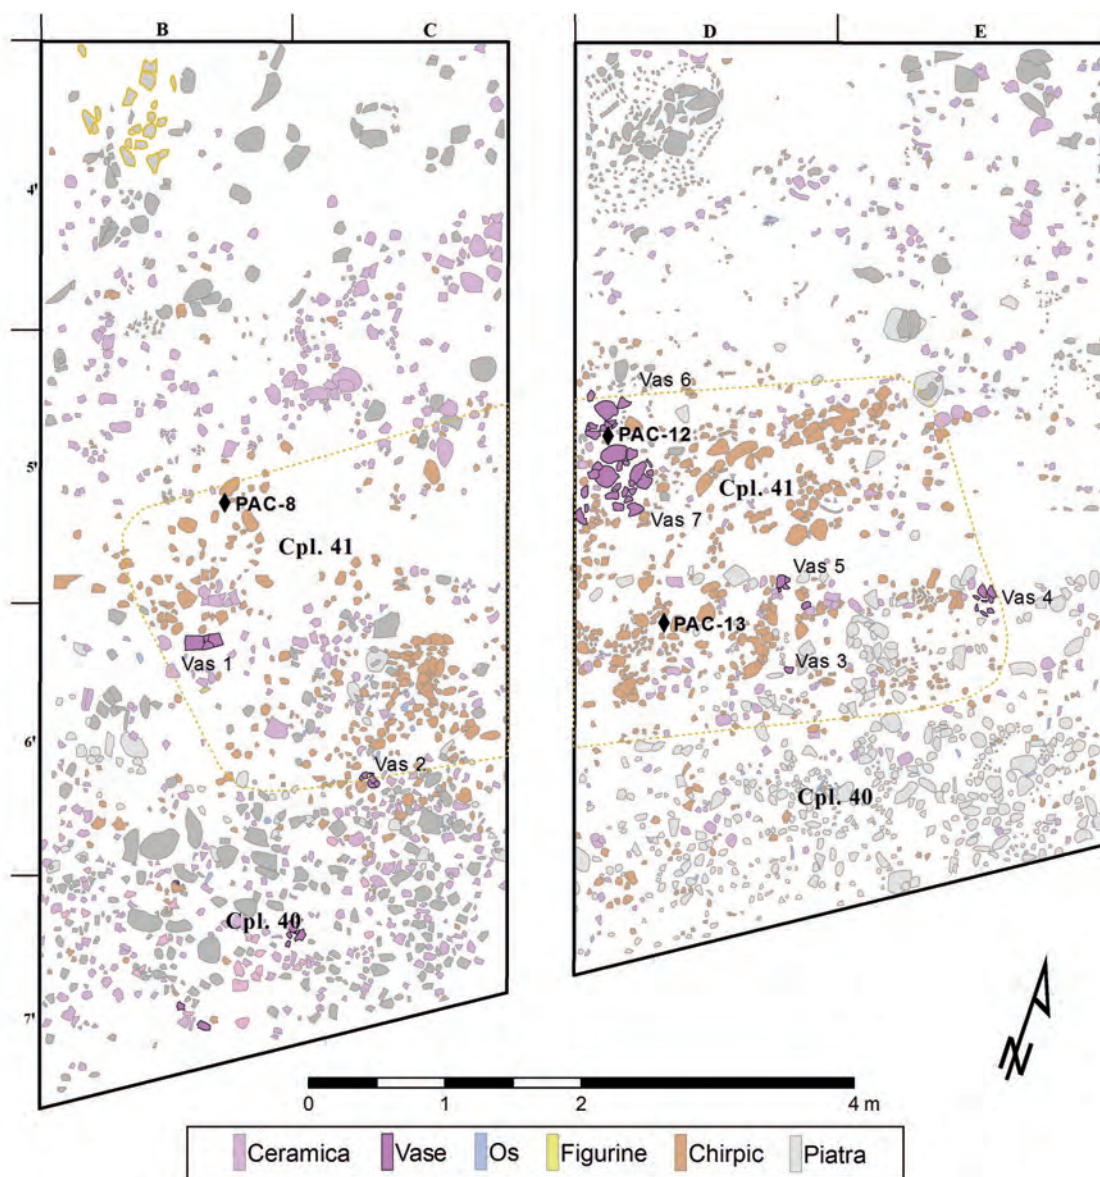 B C D E
4'
Vas 6
PAC-12
5'
PAC-8
Cpl. 41
Vas 7
Cpl. 41
Vas 5
Vas 4
PAC-13
Vas 1
Vas 3
6'
Vas 2
Cpl. 40
Cpl. 40
7'
N
0 2 4 m
Ceramica Vase Os Figurine Chirpic Piatra